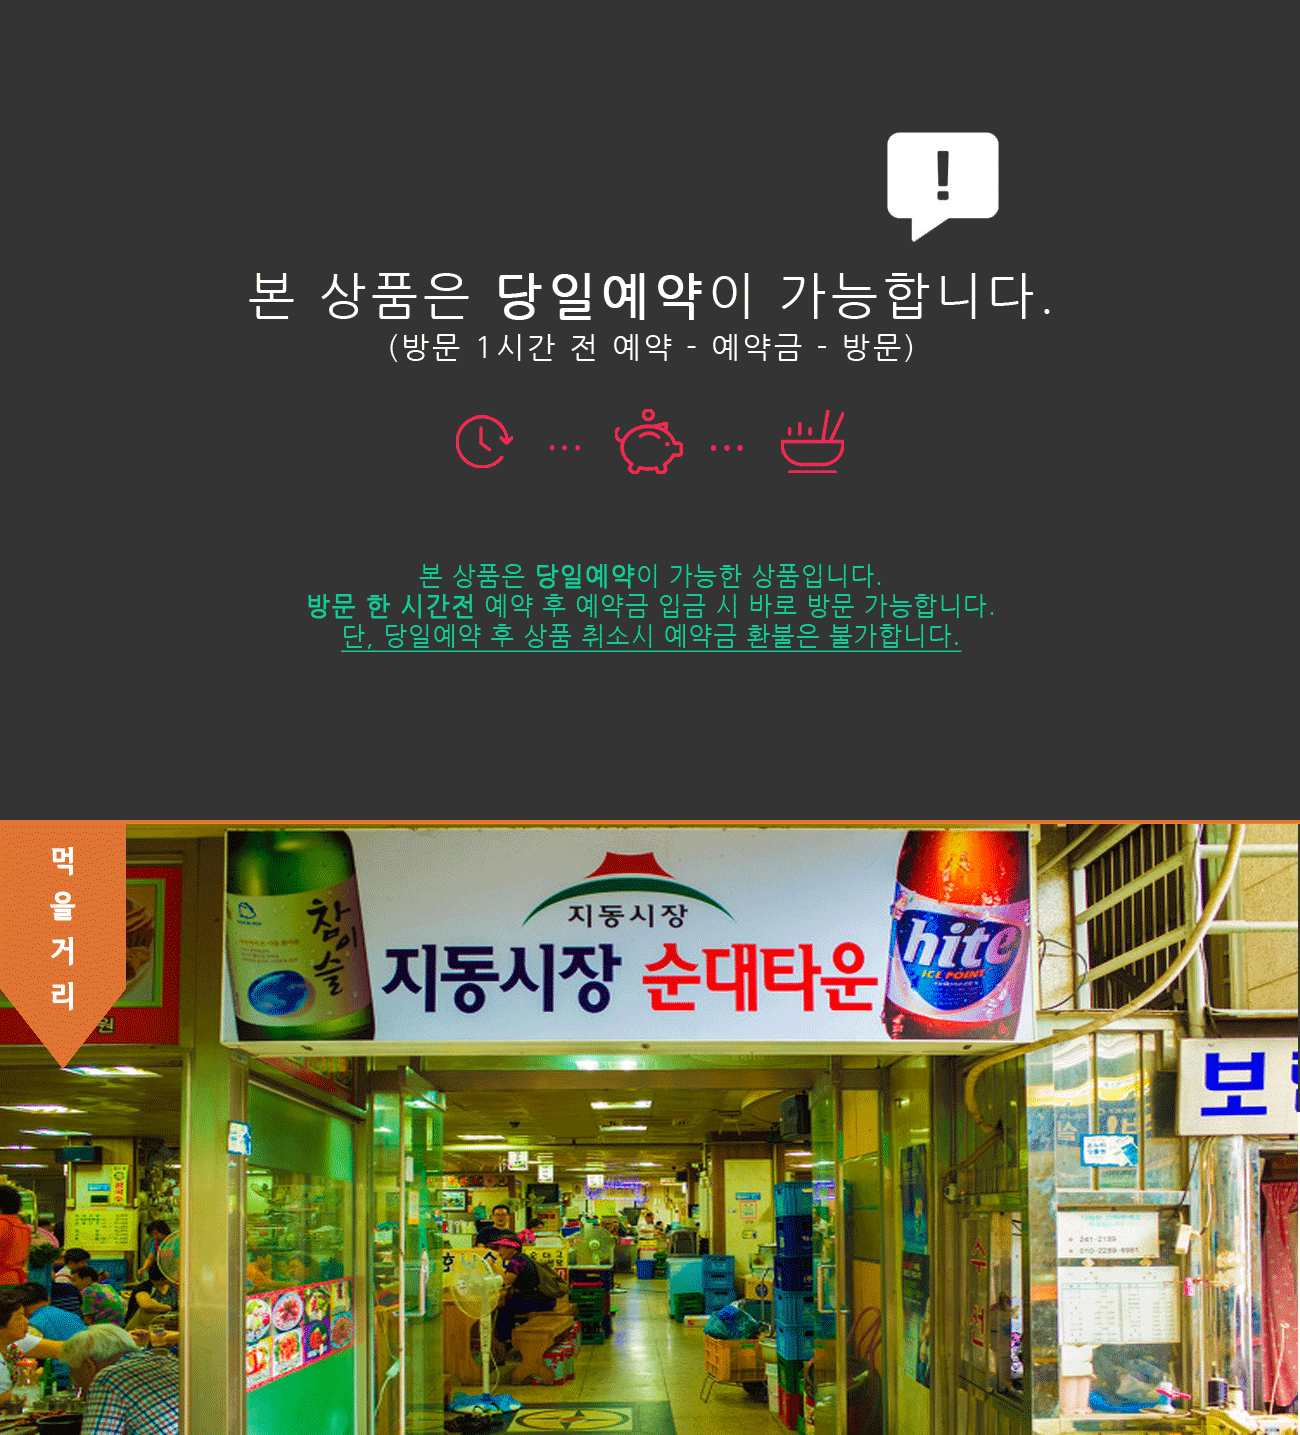 !
본 상품은 당일예약이 가능합니다.
(방문 1시간 전 예약 - 예약금 - 방문)
본 상품은 당일예약이 가능한 상품입니다.
방문 한 시간전 예약 후 예약금 입금 시 바로 방문 가능합니다.
단, 당일예약 후 상품 취소시 예약금 환불은 불가합니다.
먹을거리
참이슬
지동시장
지동시장 순대타운
hite
ICE POINT
원
보
241-2189